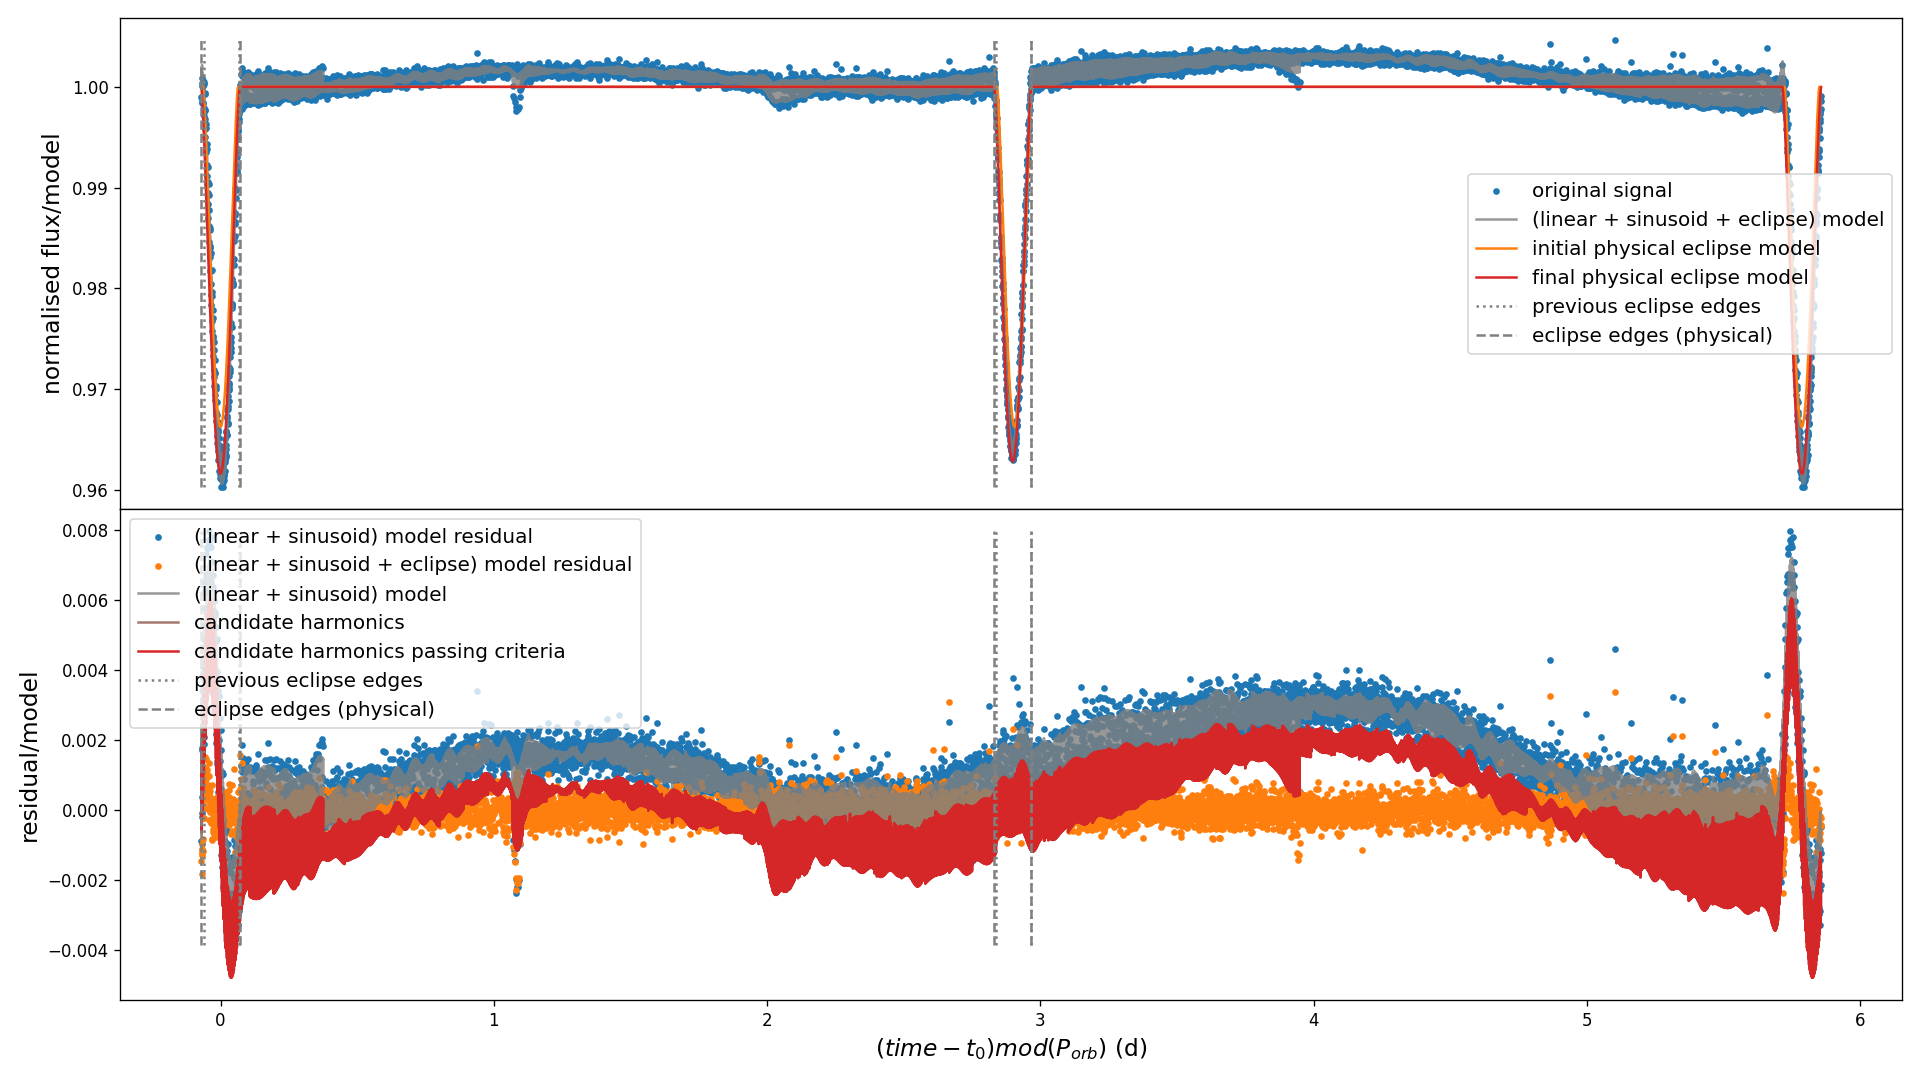 normalised flux/model
1.00
0.99
0.98
0.97
0.96
original signal
(linear + sinusoid + eclipse) model
initial physical eclipse model
final physical eclipse model
previous eclipse edges
eclipse edges (physical)
residual/model
0.008
0.006
0.004
0.002
0.000
−0.002
−0.004
(linear + sinusoid) model residual
(linear + sinusoid + eclipse) model residual
(linear + sinusoid) model
candidate harmonics
candidate harmonics passing criteria
previous eclipse edges
eclipse edges (physical)
0 1 2 3 4 5 6
(time − t₀)mod(Pₒᵣb) (d)